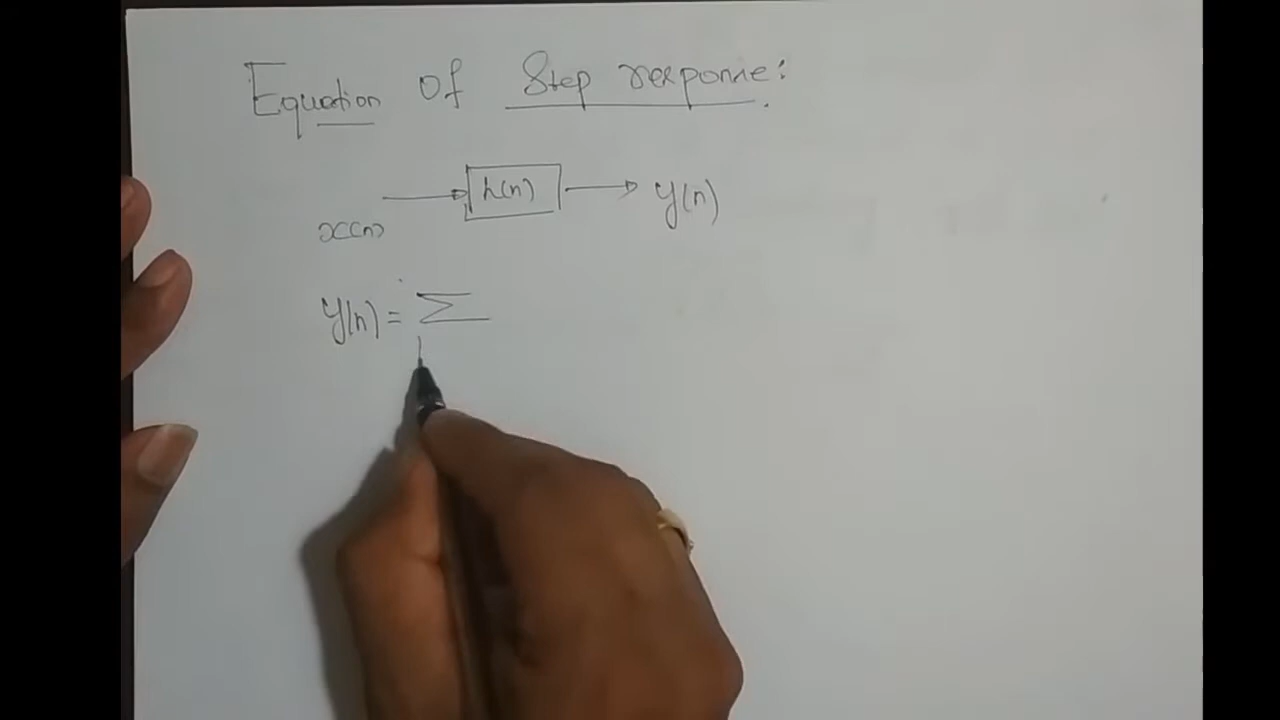 Equation Of Step response:
h(n) y(n)
x(n)
y(n) = Σ